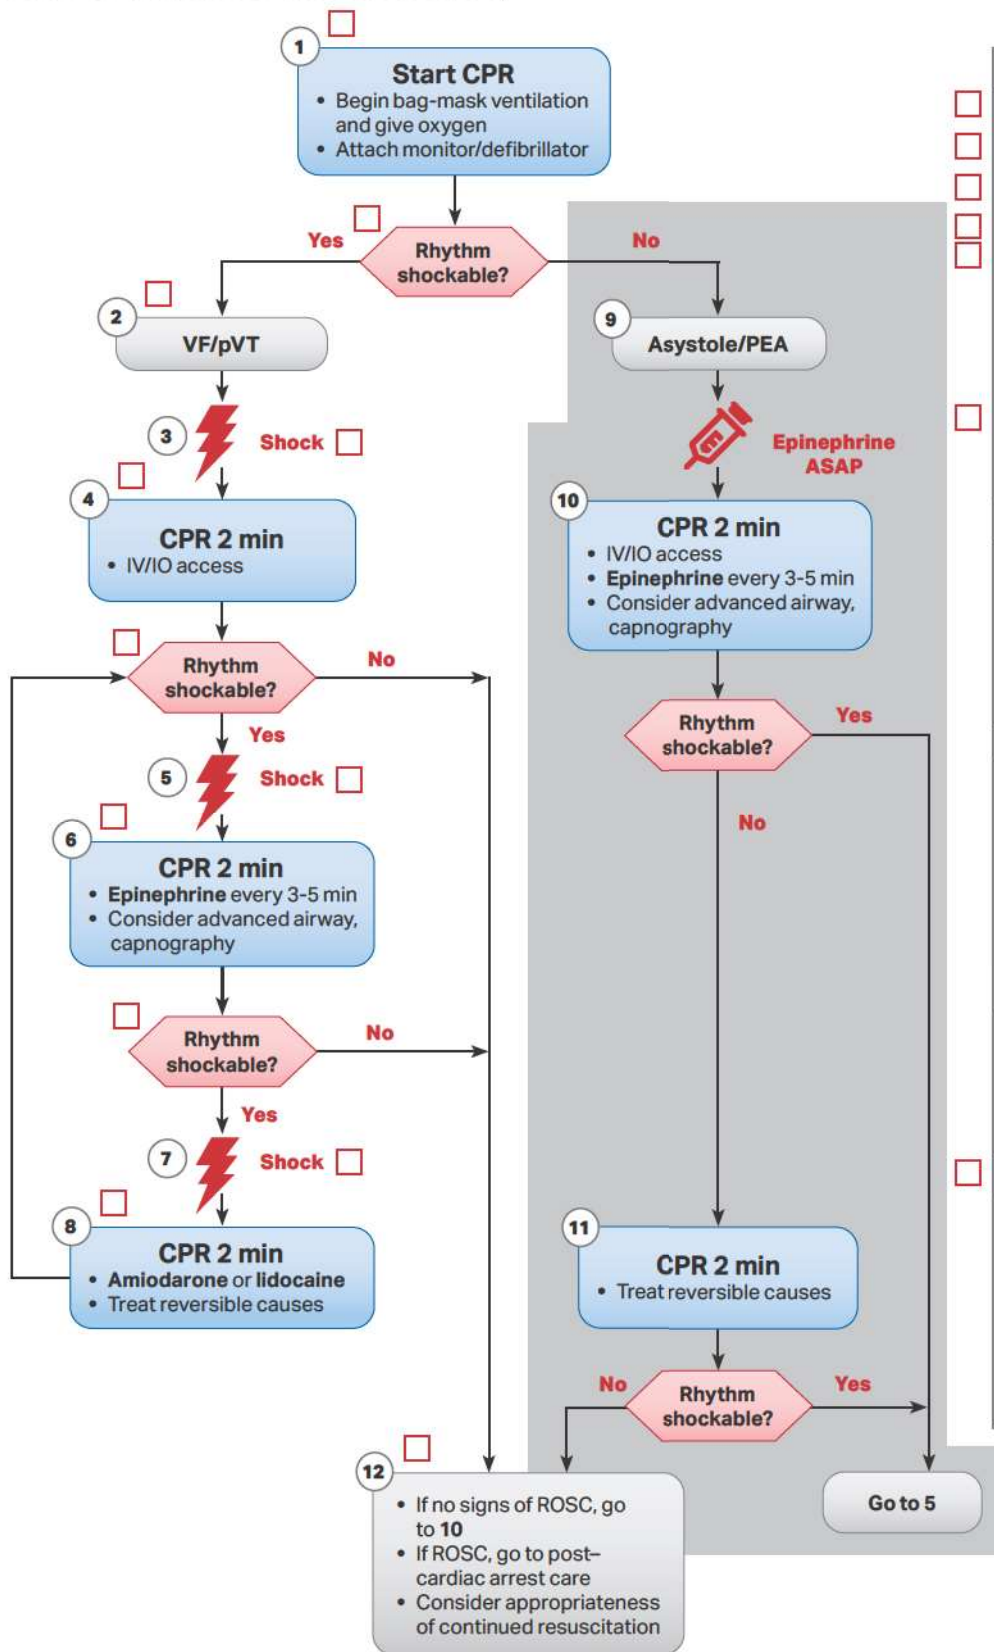 1
Start CPR
• Begin bag-mask ventilation
and give oxygen
• Attach monitor/defibrillator
Rhythm
shockable?
Yes
No
2
VF/pVT
3
Shock
4
CPR 2 min
• IV/IO access
Rhythm
shockable?
No
Yes
5
Shock
6
CPR 2 min
• Epinephrine every 3-5 min
• Consider advanced airway,
capnography
Rhythm
shockable?
No
Yes
7
Shock
8
CPR 2 min
• Amiodarone or lidocaine
• Treat reversible causes
9
Asystole/PEA
Epinephrine
ASAP
10
CPR 2 min
• IV/IO access
• Epinephrine every 3-5 min
• Consider advanced airway,
capnography
Rhythm
shockable?
Yes
No
11
CPR 2 min
• Treat reversible causes
Rhythm
shockable?
No
Yes
12
• If no signs of ROSC, go
to 10
• If ROSC, go to post–
cardiac arrest care
• Consider appropriateness
of continued resuscitation
Go to 5